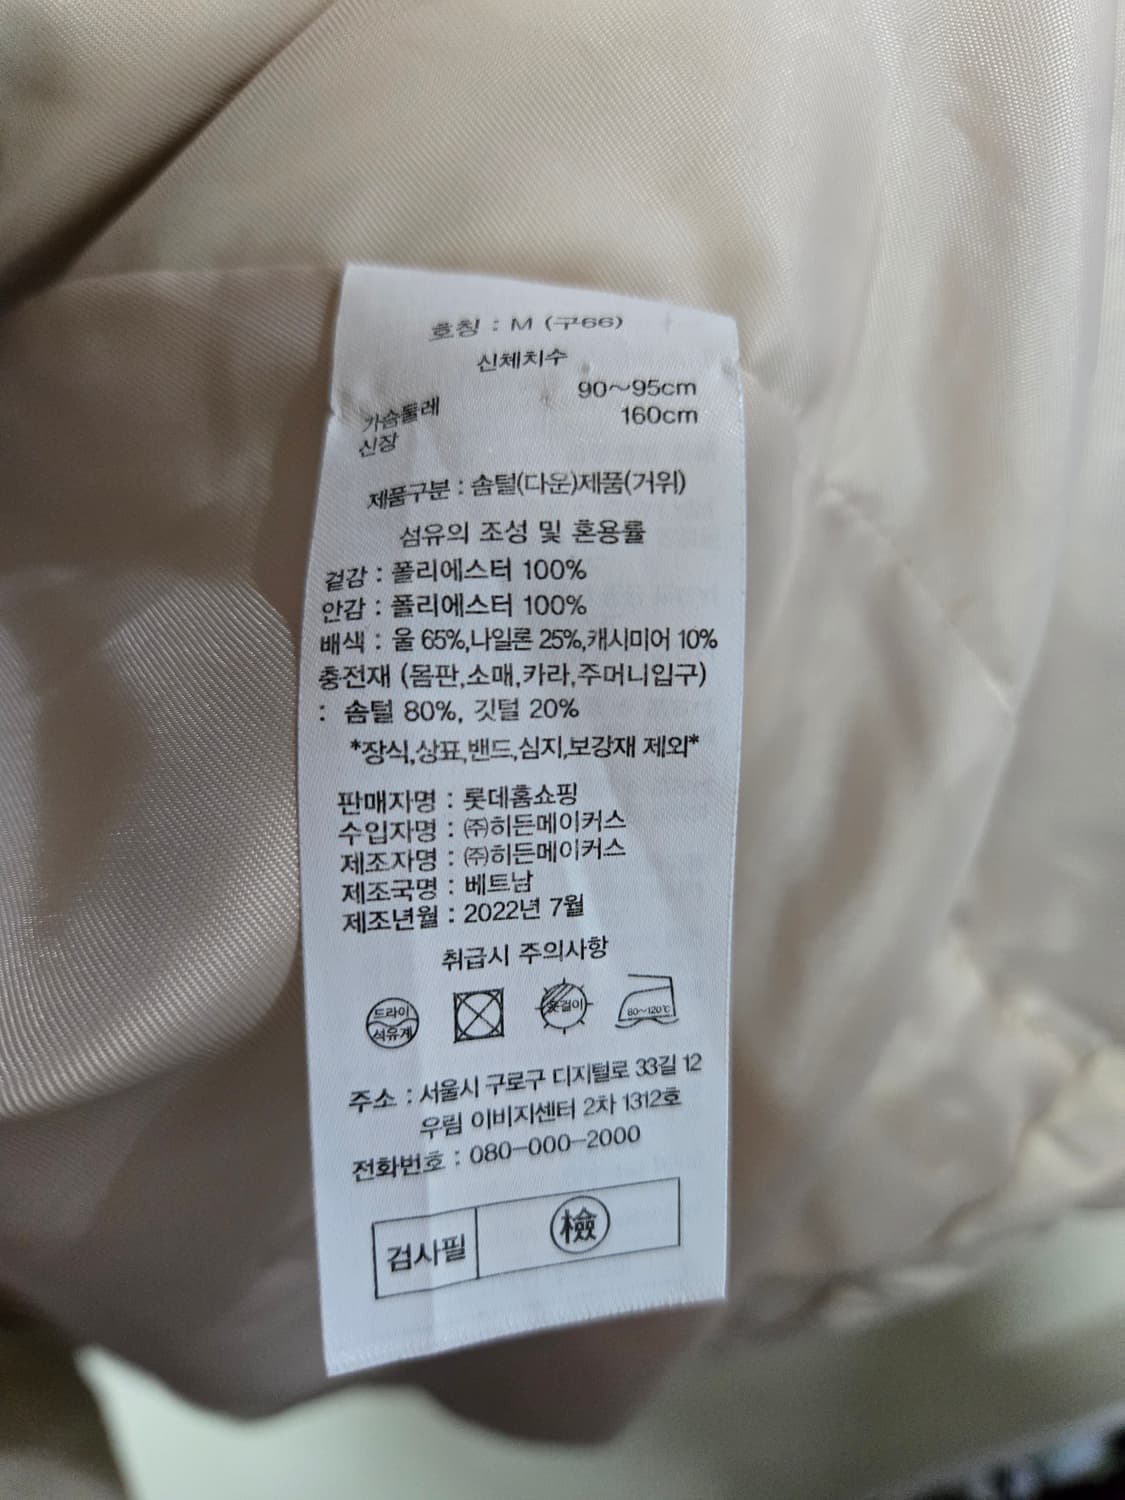 호칭 : M (구66)
신체치수
가슴둘레 90~95cm
신장 160cm
제품구분 : 솜털(다운)제품(거위)
섬유의 조성 및 혼용률
겉감 : 폴리에스터 100%
안감 : 폴리에스터 100%
배색 : 울 65%,나일론 25%,캐시미어 10%
충전재 (몸판,소매,카라,주머니입구)
: 솜털 80%, 깃털 20%
*장식,상표,밴드,심지,보강재 제외*
판매자명 : 롯데홈쇼핑
수입자명 : ㈜히든메이커스
제조자명 : ㈜히든메이커스
제조국명 : 베트남
제조년월 : 2022년 7월
취급시 주의사항
드라이 옷걸이 80~120℃
석유계
주소 : 서울시 구로구 디지털로 33길 12
우림 이비지센터 2차 1312호
전화번호 : 080-000-2000
검사필 檢